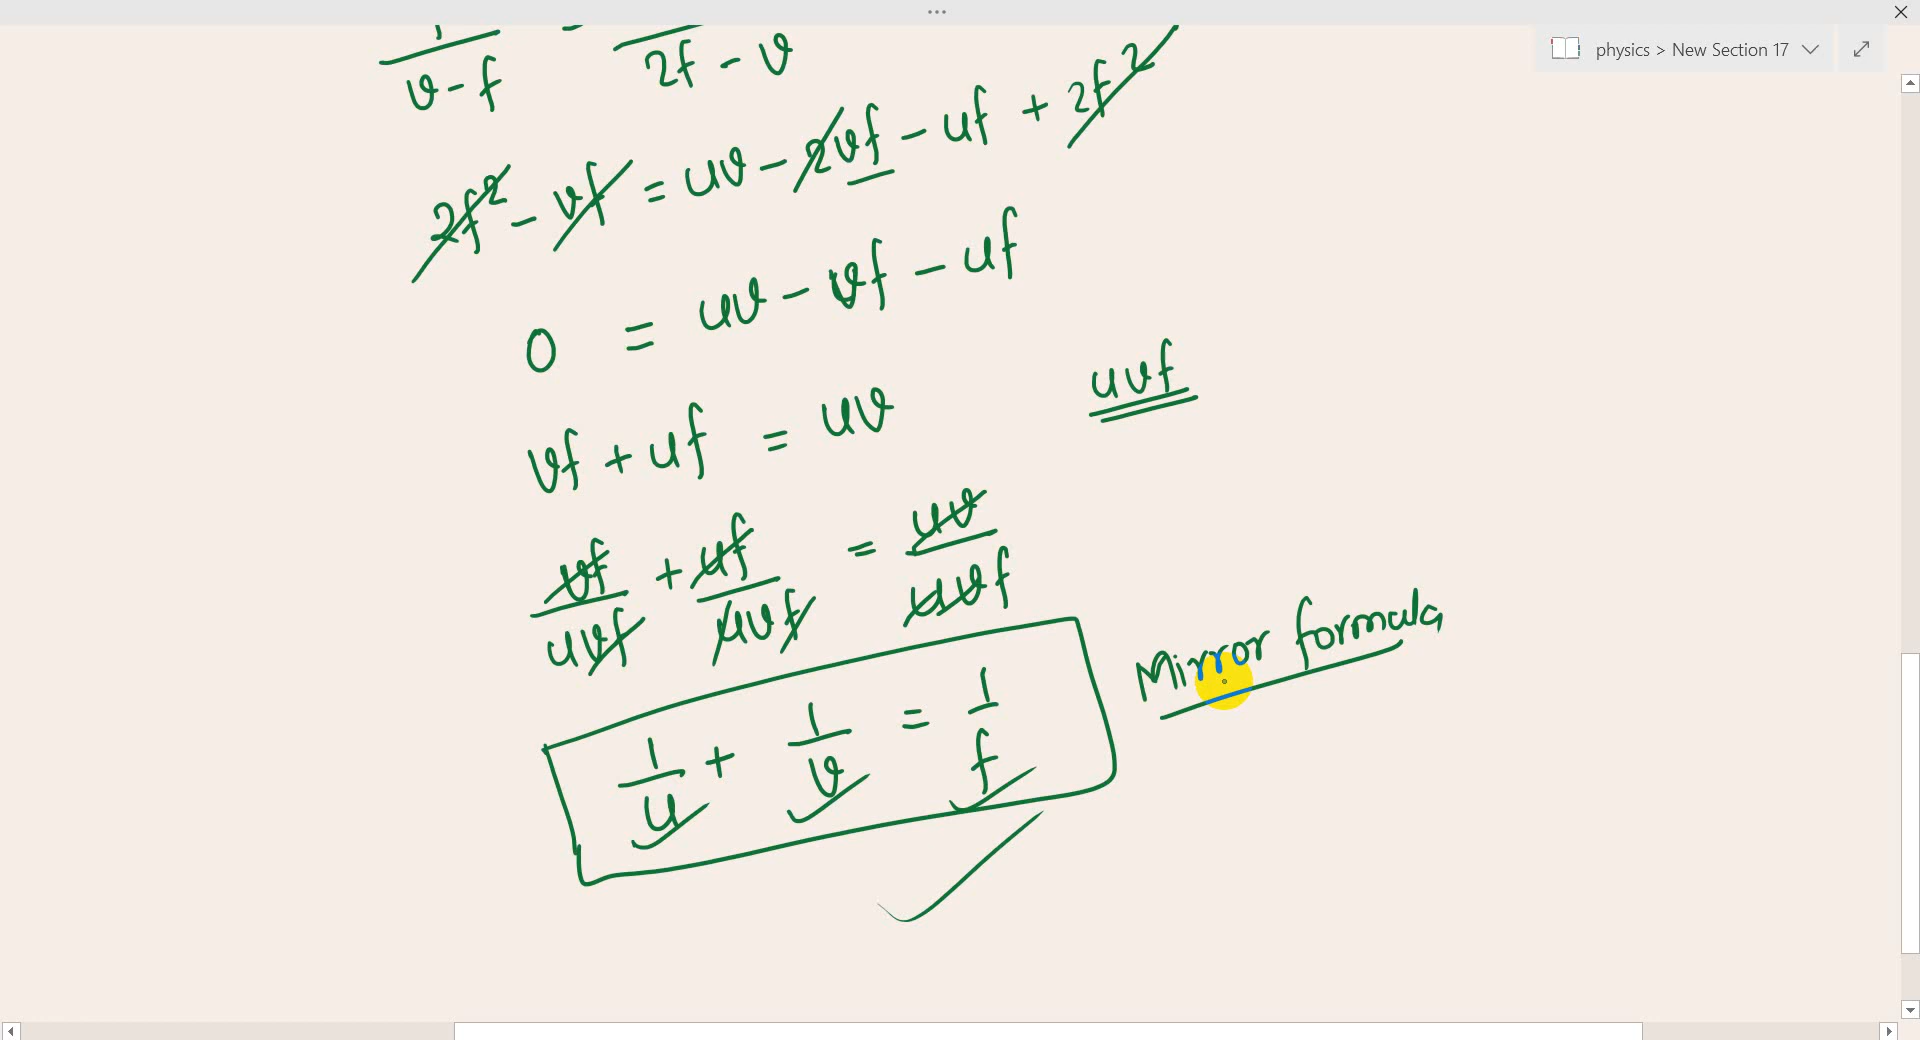 physics > New Section 17
v - f = 2f - v
2f² - vf = uv - 2vf - uf + 2f²
0 = uv - vf - uf
uvf
vf + uf = uv
vf/uvf + uf/uvf = uv/uvf
Mirror formula
1/u + 1/v = 1/f